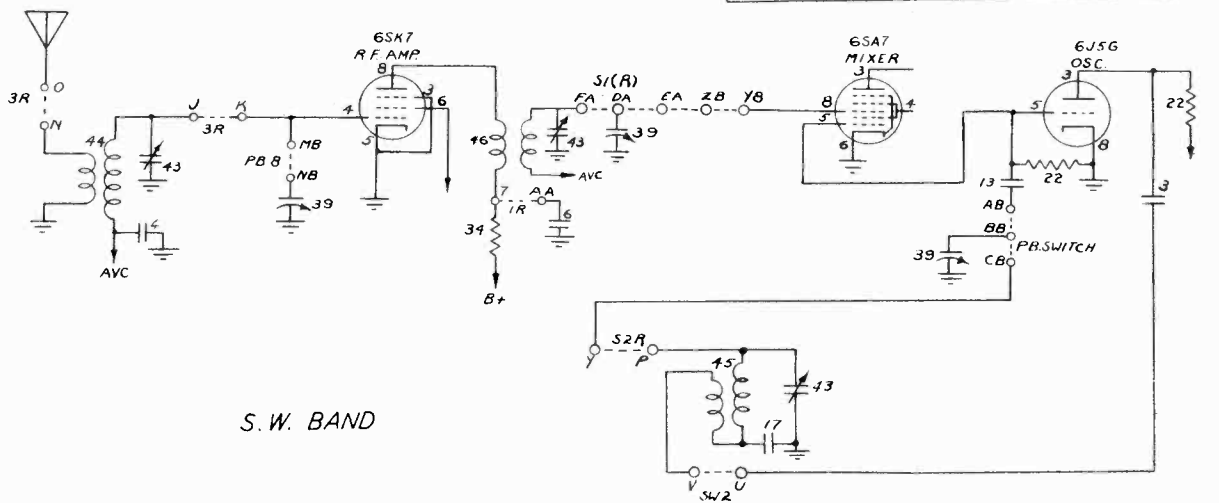 6SK7
R.F. AMP.
8
3
6
4
5
6SA7
MIXER
3
8
5
4
6
6J5G
OSC.
3
5
8
22
22
13
3
3R
O
N
44
43
J
K
3R
MB
PB 8
NB
39
4
AVC
46
7
AA
1R
6
34
B+
43
AVC
S1(R)
FA
DA
EA
ZB
YB
39
AB
BB
P.B. SWITCH
CB
39
Y
S2R
P
45
43
17
V
U
SW2
S.W. BAND